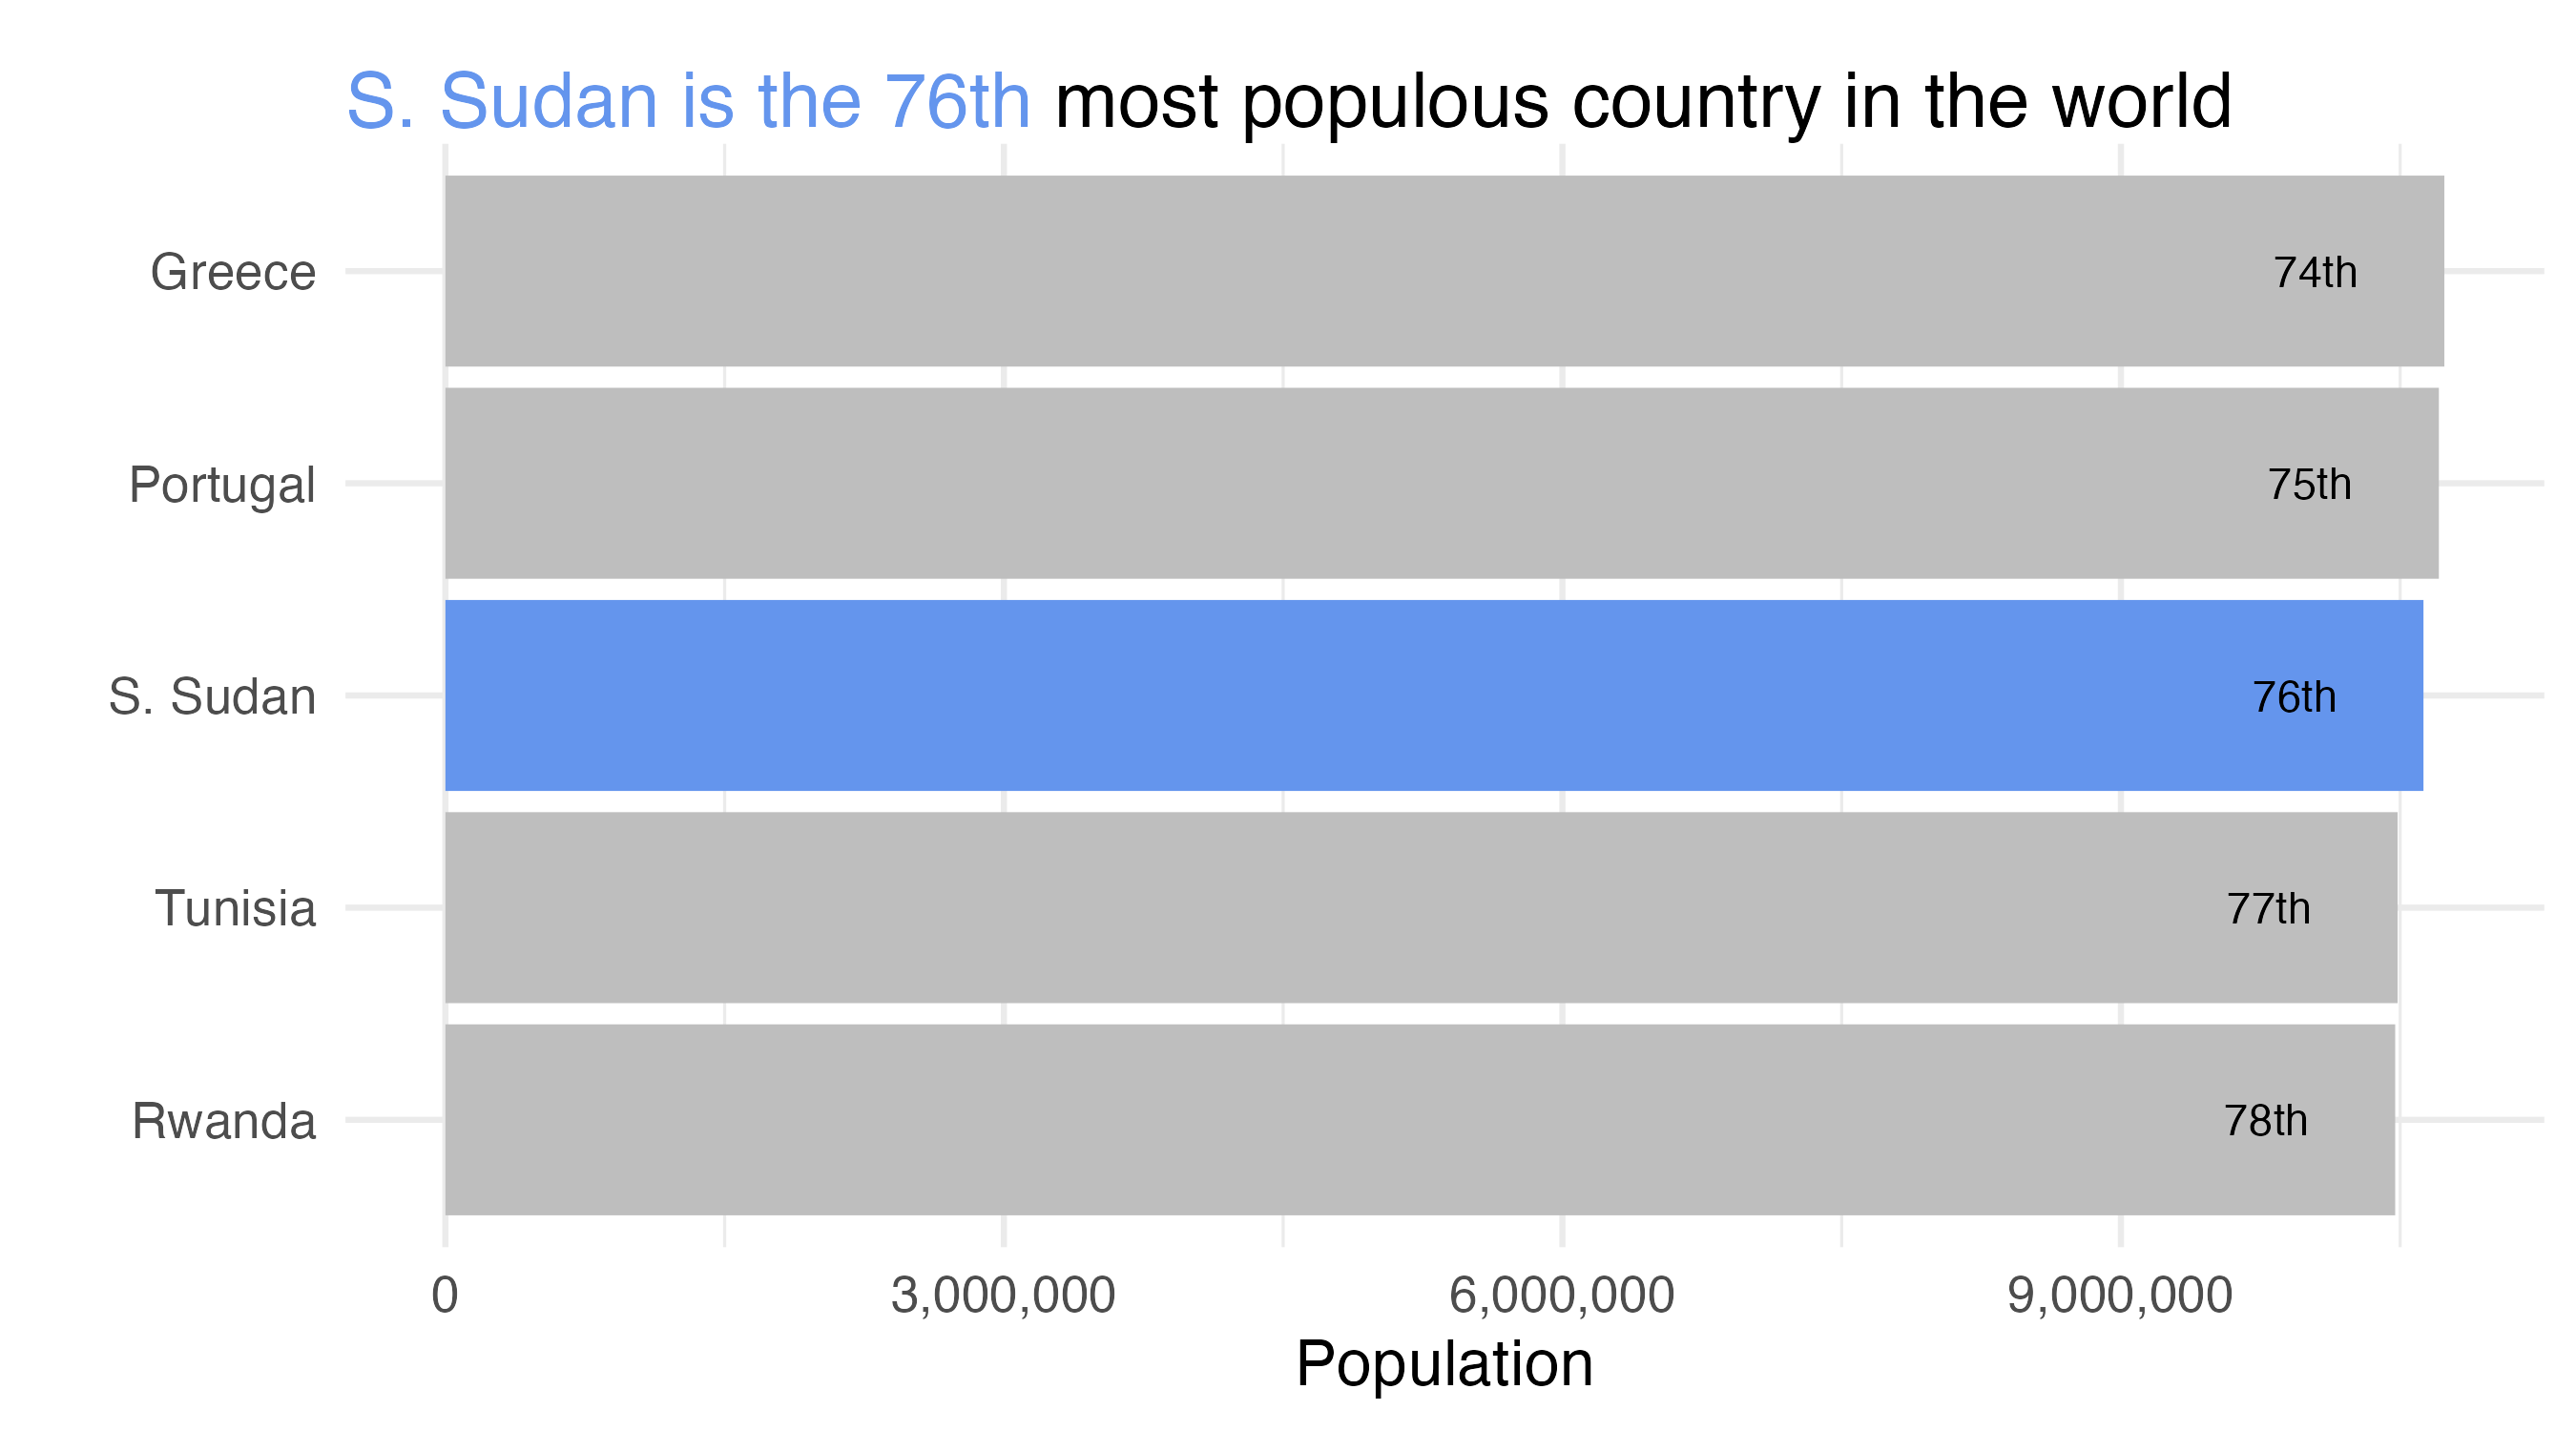 S. Sudan is the 76th most populous country in the world
Greece 74th
Portugal 75th
S. Sudan 76th
Tunisia 77th
Rwanda 78th
0 3,000,000 6,000,000 9,000,000
Population